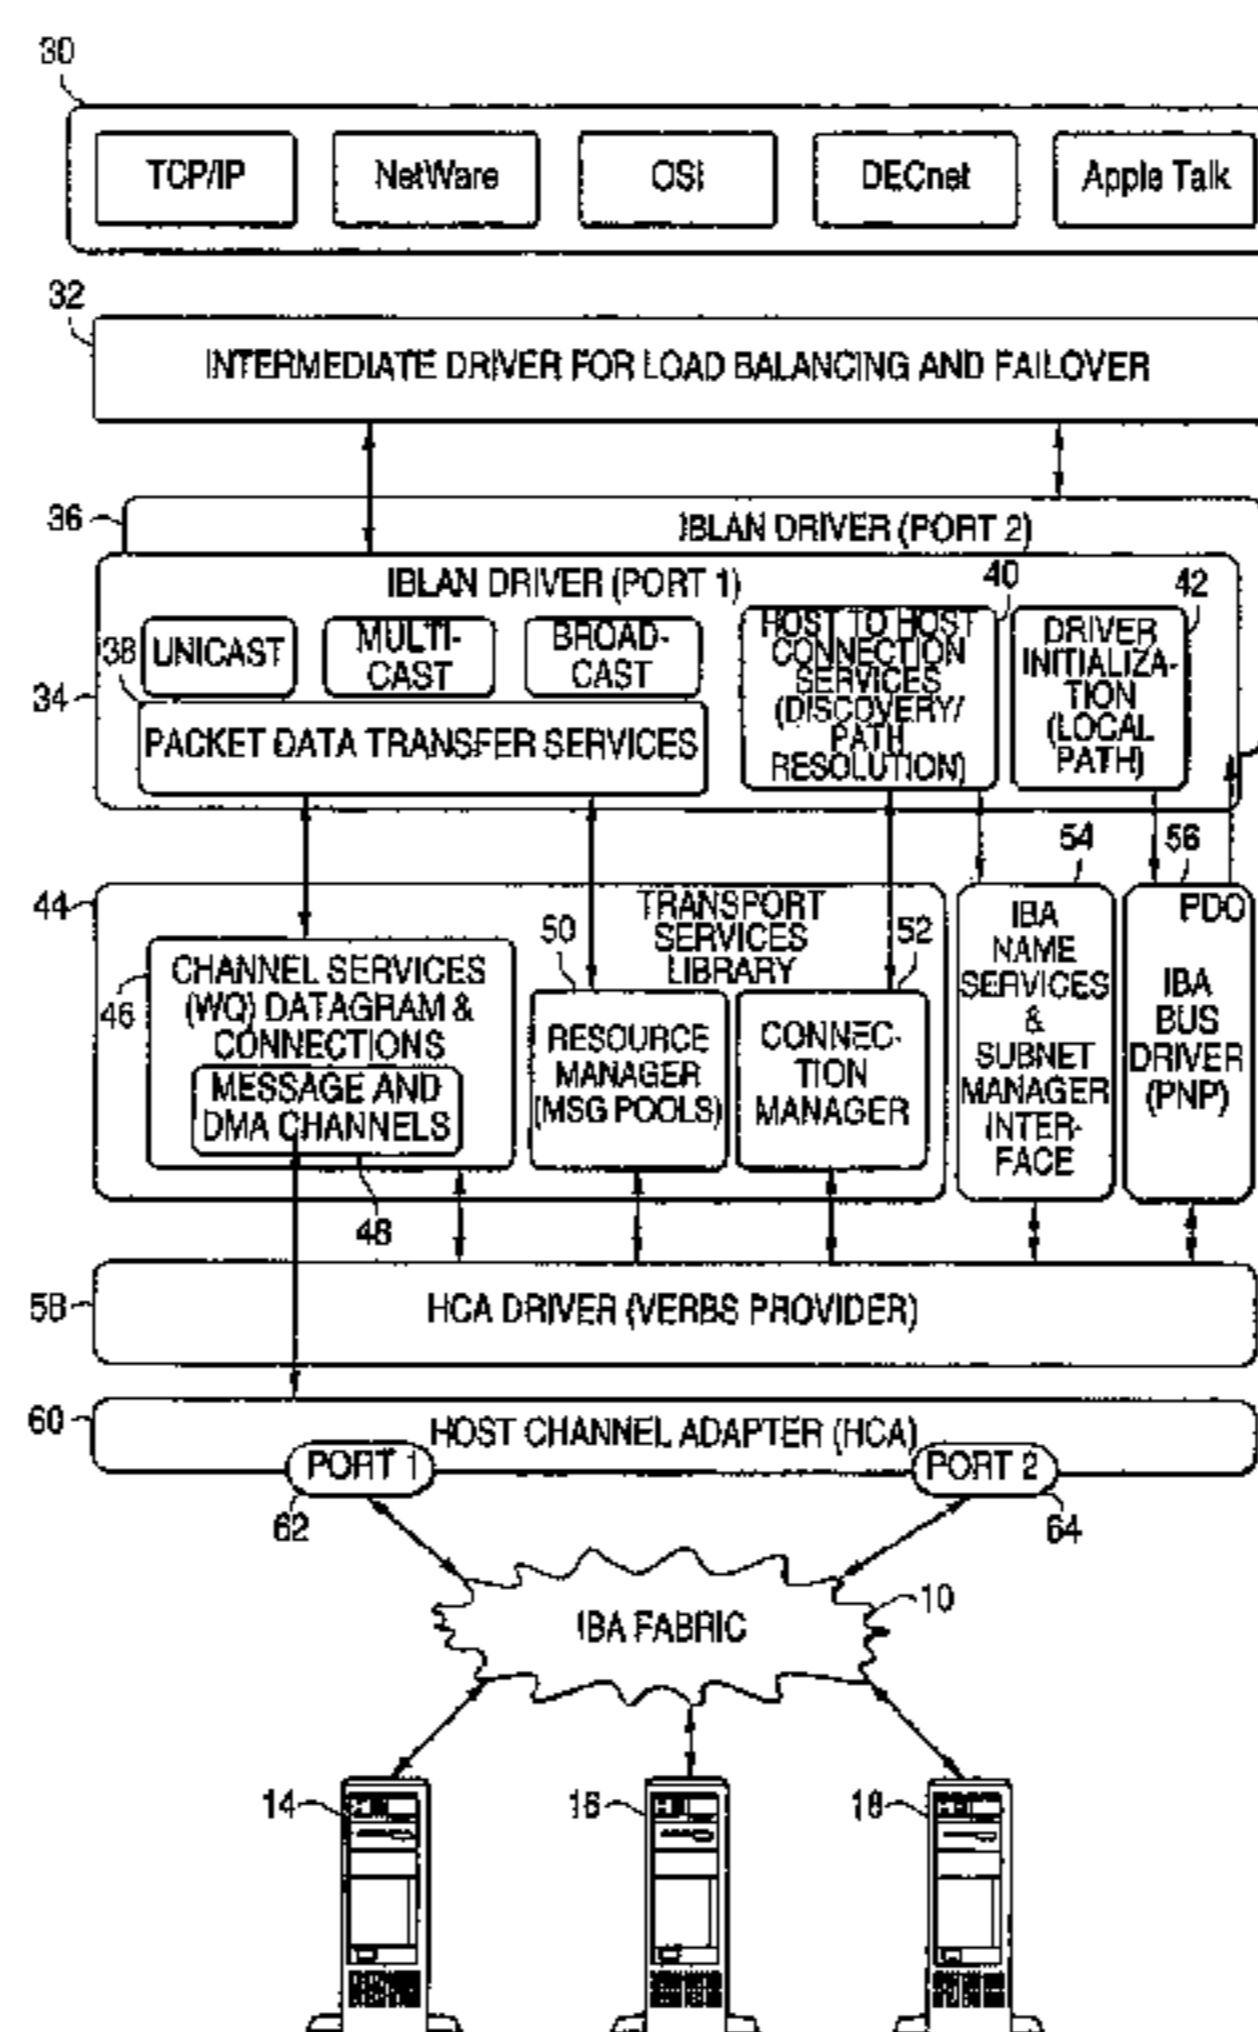 30
TCP/IP
NetWare
OSI
DECnet
Apple Talk
32
INTERMEDIATE DRIVER FOR LOAD BALANCING AND FAILOVER
36
IBLAN DRIVER (PORT 2)
IBLAN DRIVER (PORT 1)
40
42
38
UNICAST
MULTI-
CAST
BROAD-
CAST
HOST TO HOST
CONNECTION
SERVICES
(DISCOVERY/
PATH
RESOLUTION)
DRIVER
INITIALIZA-
TION
(LOCAL
PATH)
34
PACKET DATA TRANSFER SERVICES
54
56
44
TRANSPORT
SERVICES
LIBRARY
50
52
46
CHANNEL SERVICES
(WQ) DATAGRAM &
CONNECTIONS
MESSAGE AND
DMA CHANNELS
48
RESOURCE
MANAGER
(MSG POOLS)
CONNEC-
TION
MANAGER
IBA
NAME
SERVICES
&
SUBNET
MANAGER
INTER-
FACE
PDO
IBA
BUS
DRIVER
(PNP)
58
HCA DRIVER (VERBS PROVIDER)
60
HOST CHANNEL ADAPTER (HCA)
PORT 1
PORT 2
62
64
10
IBA FABRIC
14
16
18